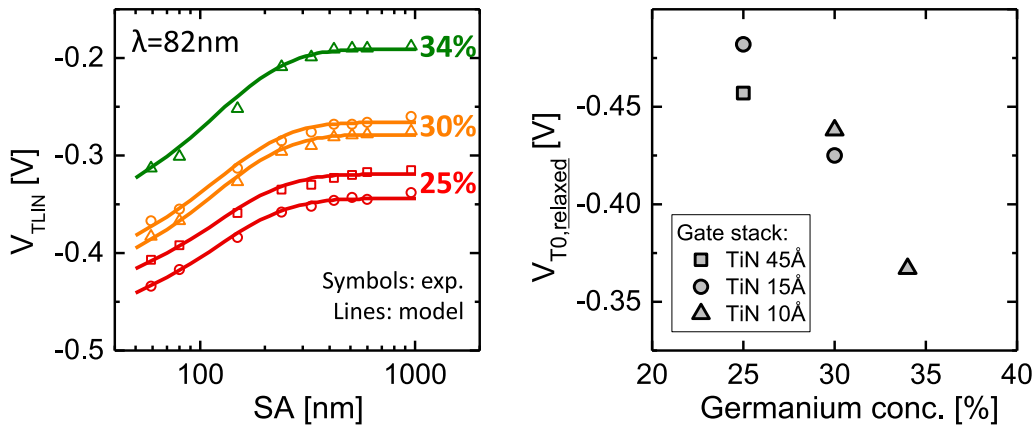 λ=82nm
34%
30%
25%
Symbols: exp.
Lines: model
-0.2
-0.3
-0.4
-0.5
V_TLIN [V]
100
1000
SA [nm]
-0.45
-0.40
-0.35
V_T0,relaxed [V]
Gate stack:
TiN 45Å
TiN 15Å
TiN 10Å
20
25
30
35
40
Germanium conc. [%]